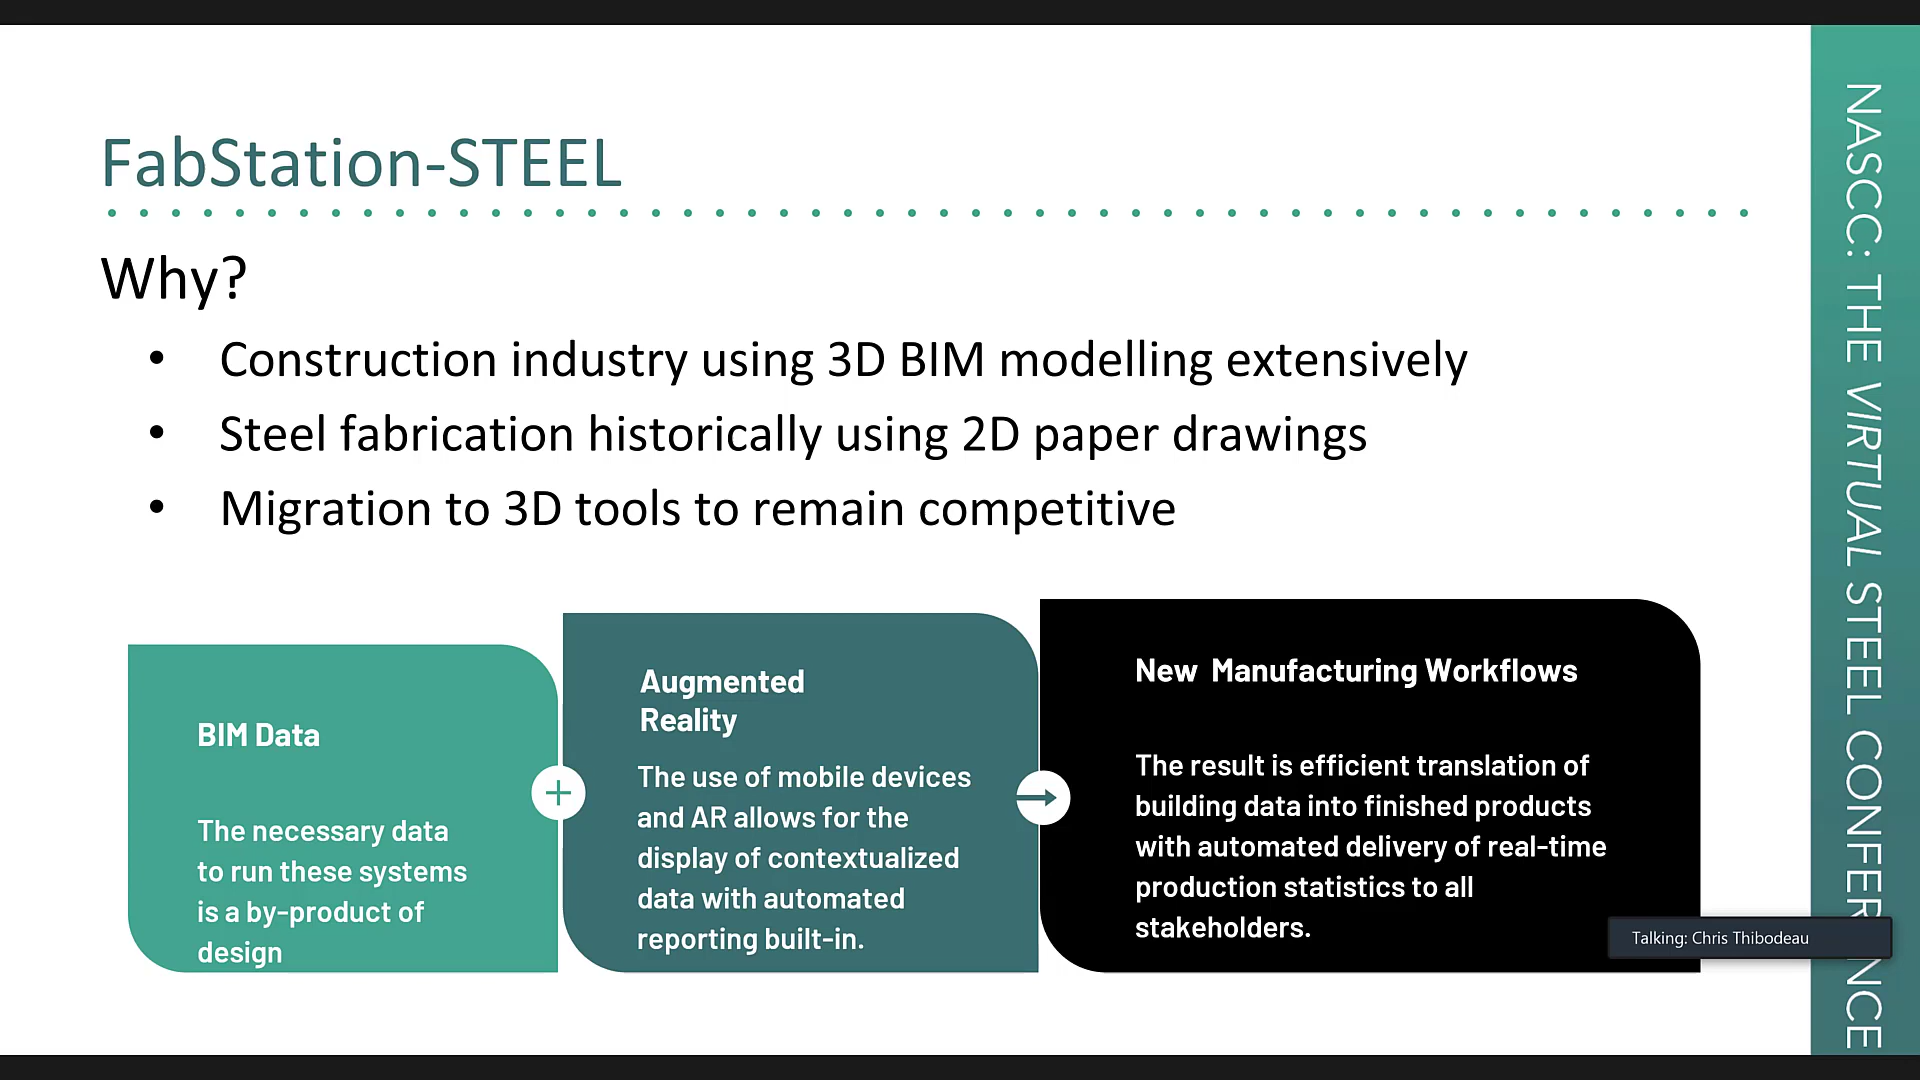 FabStation-STEEL
Why?
• Construction industry using 3D BIM modelling extensively
• Steel fabrication historically using 2D paper drawings
• Migration to 3D tools to remain competitive
BIM Data
The necessary data
to run these systems
is a by-product of
design
+
Augmented
Reality
The use of mobile devices
and AR allows for the
display of contextualized
data with automated
reporting built-in.
New  Manufacturing Workflows
The result is efficient translation of
building data into finished products
with automated delivery of real-time
production statistics to all
stakeholders.
Talking: Chris Thibodeau
NASCC: THE VIRTUAL STEEL CONFERENCE